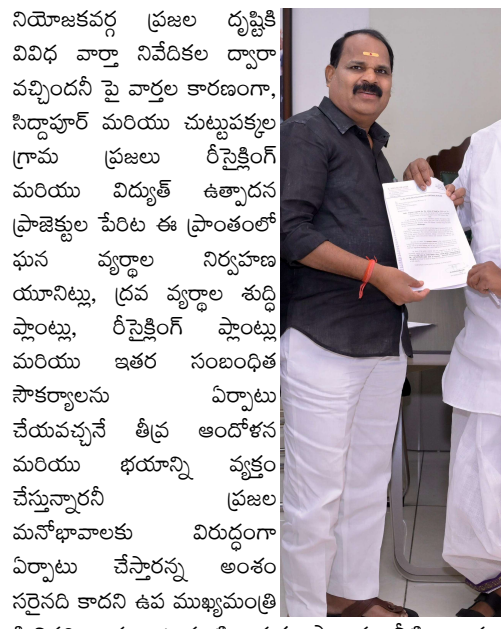 నియోజకవర్గ ప్రజల దృష్టికి
వివిధ వార్తా నివేదికల ద్వారా
వచ్చిందనీ పై వార్తల కారణంగా,
సిద్దాపూర్ మరియు చుట్టుపక్కల
గ్రామ ప్రజలు రీసైక్లింగ్
మరియు విద్యుత్ ఉత్పాదన
ప్రాజెక్టుల పేరిట ఈ ప్రాంతంలో
ఘన వ్యర్థాల నిర్వహణ
యూనిట్లు, ద్రవ వ్యర్థాల శుద్ధి
ప్లాంట్లు, రీసైక్లింగ్ ప్లాంట్లు
మరియు ఇతర సంబంధిత
సౌకర్యాలను ఏర్పాటు
చేయవచ్చనే తీవ్ర ఆందోళన
మరియు భయాన్ని వ్యక్తం
చేస్తున్నారనీ ప్రజల
మనోభావాలకు విరుద్ధంగా
ఏర్పాటు చేస్తారన్న అంశం
సరైనది కాదని ఉప ముఖ్యమంత్రి